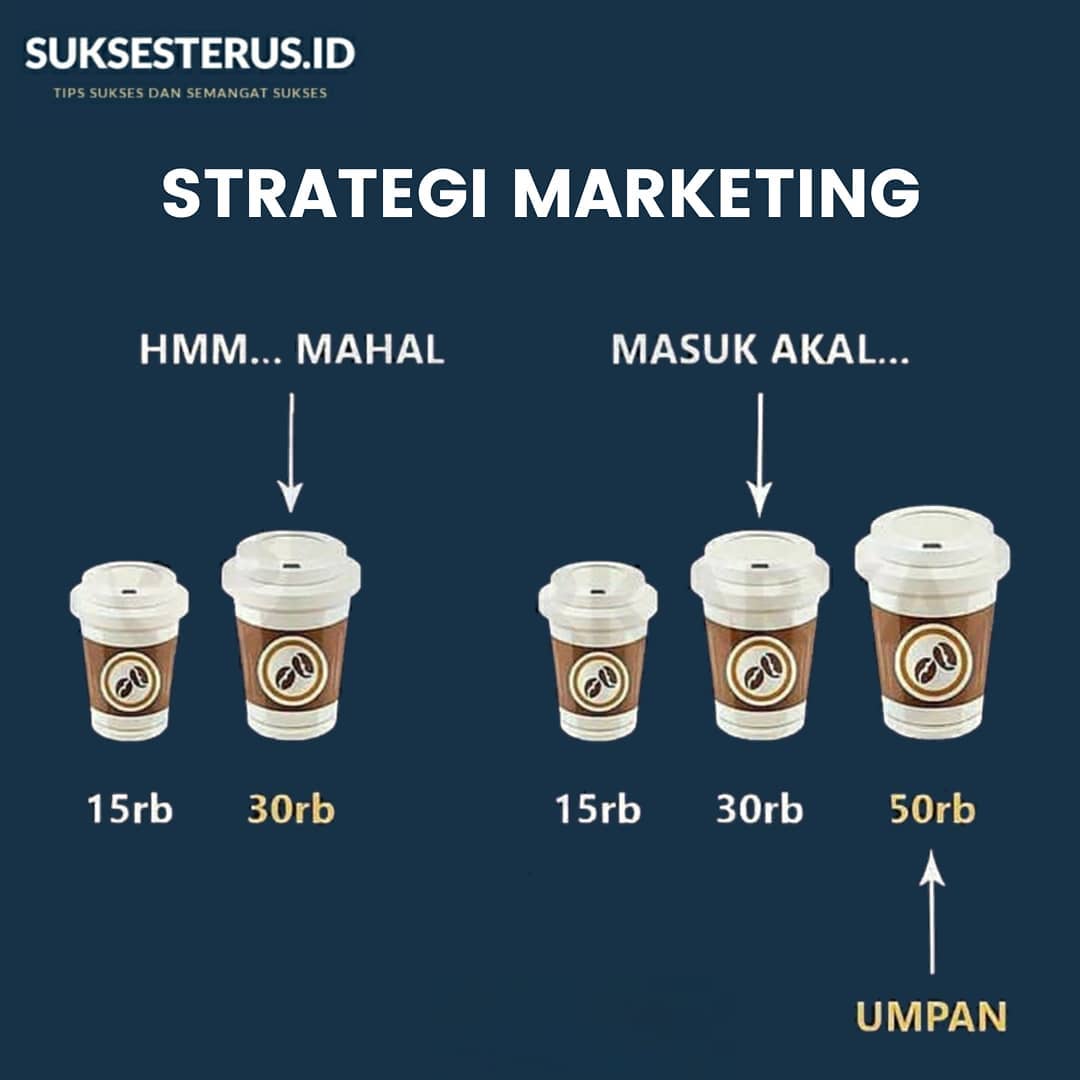 SUKSESTERUS.ID
TIPS SUKSES DAN SEMANGAT SUKSES
STRATEGI MARKETING
HMM... MAHAL
MASUK AKAL...
15rb
30rb
15rb
30rb
50rb
UMPAN